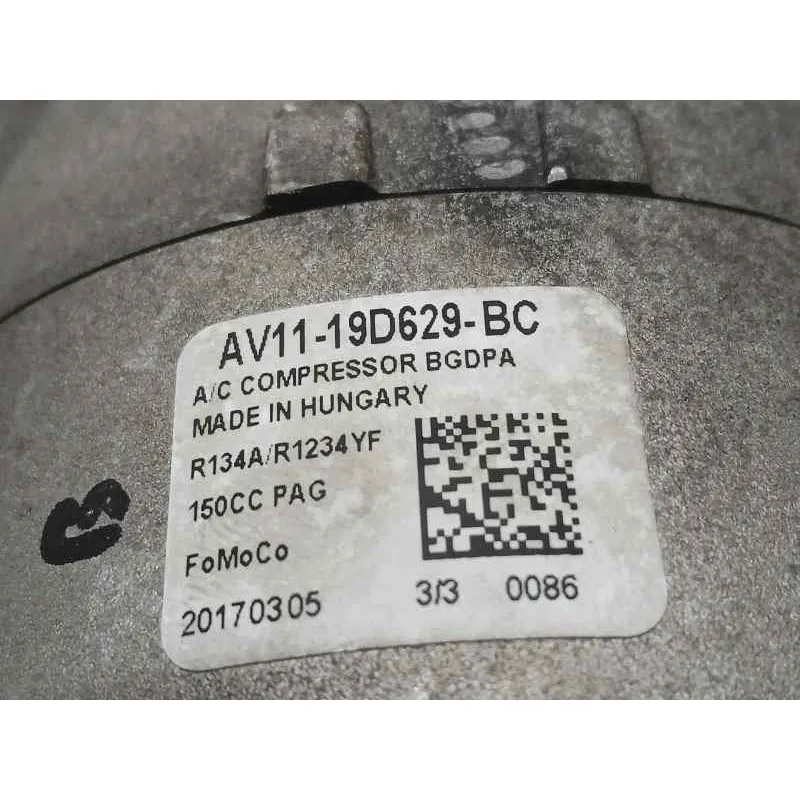 AV11-19D629-BC
A/C COMPRESSOR BGDPA
MADE IN HUNGARY
R134A/R1234YF
150CC PAG
FoMoCo
20170305 3/3 0086
B